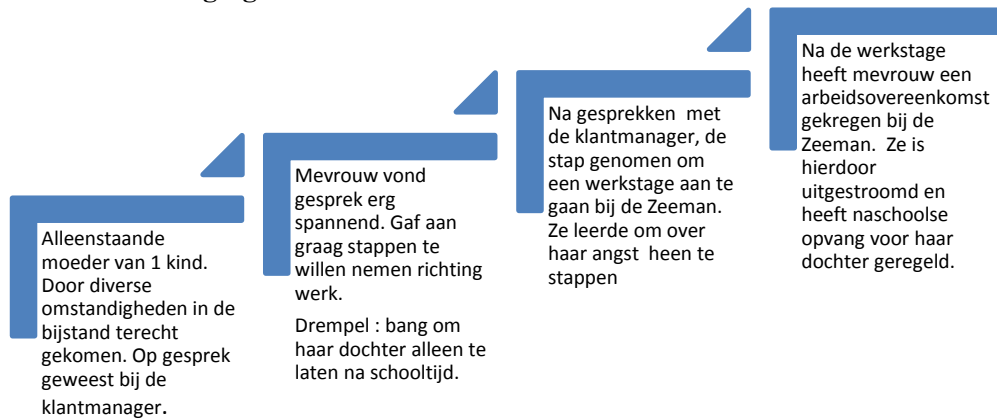 Alleenstaande
moeder van 1 kind.
Door diverse
omstandigheden in de
bijstand terecht
gekomen. Op gesprek
geweest bij de
klantmanager.
Mevrouw vond
gesprek erg
spannend. Gaf aan
graag stappen te
willen nemen richting
werk.
Drempel : bang om
haar dochter alleen te
laten na schooltijd.
Na gesprekken  met
de klantmanager, de
stap genomen om
een werkstage aan te
gaan bij de Zeeman.
Ze leerde om over
haar angst  heen te
stappen
Na de werkstage
heeft mevrouw een
arbeidsovereenkomst
gekregen bij de
Zeeman.  Ze is
hierdoor
uitgestroomd en
heeft naschoolse
opvang voor haar
dochter geregeld.